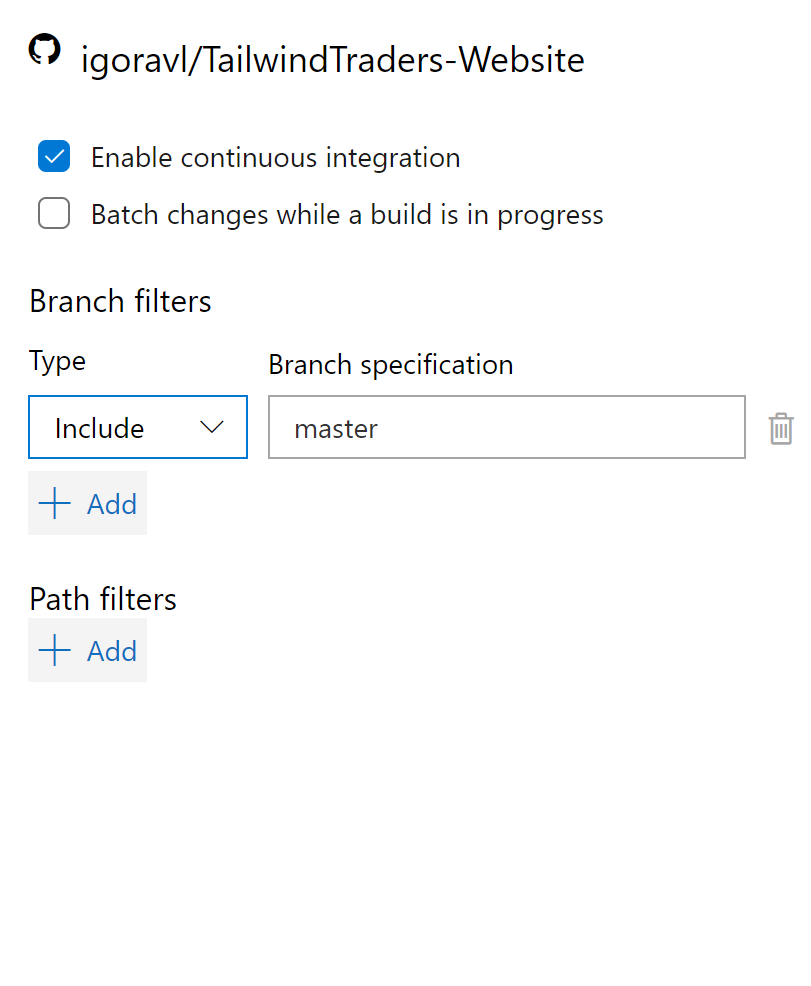 igoravl/TailwindTraders-Website
Enable continuous integration
Batch changes while a build is in progress
Branch filters
Type
Branch specification
Include
master
Add
Path filters
Add